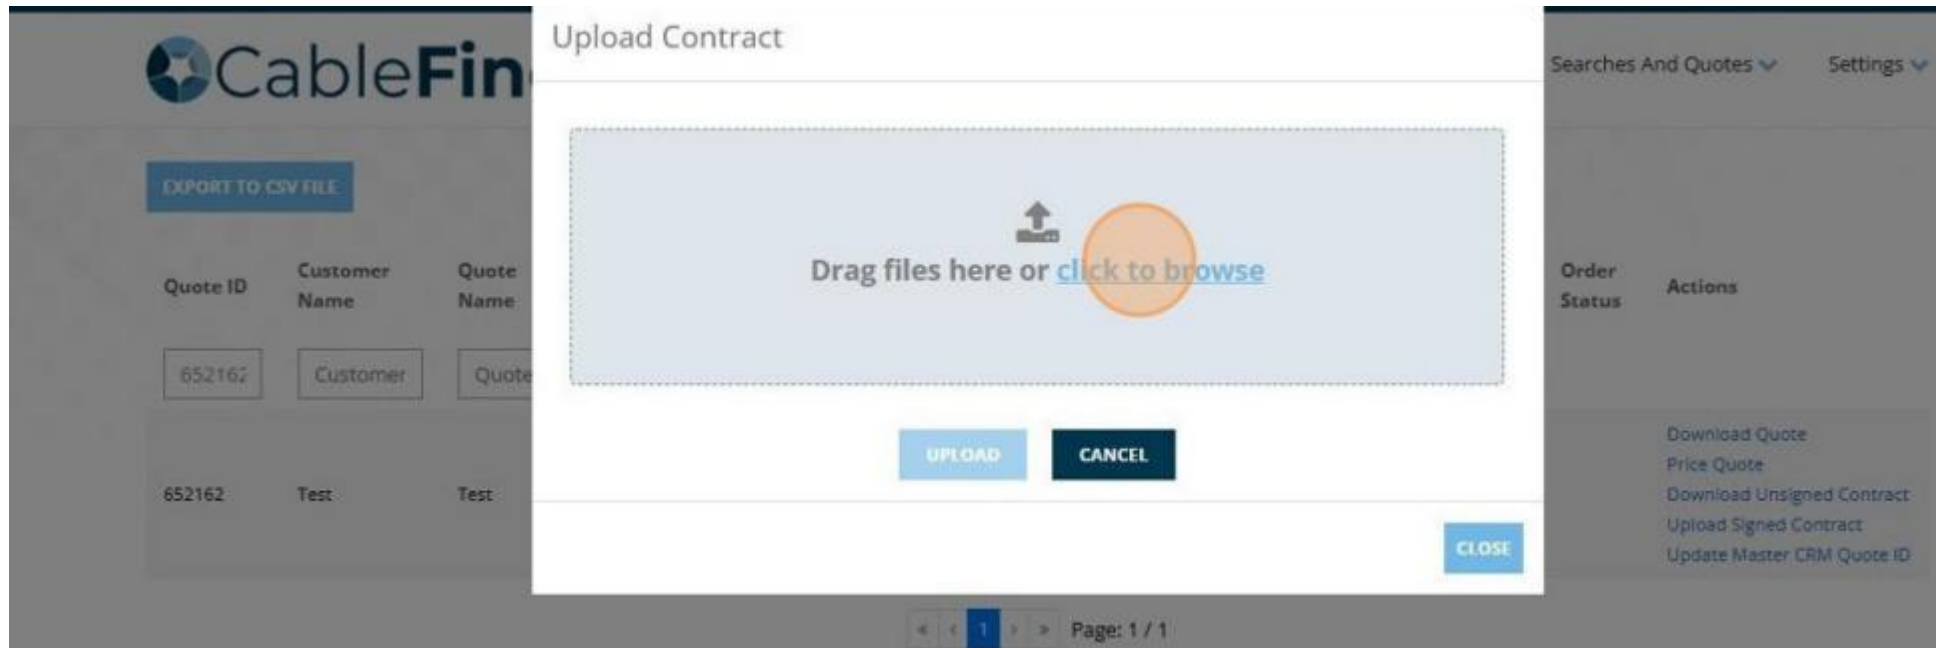 Upload Contract
CableFin
Searches And Quotes
Settings
EXPORT TO CSV FILE
Drag files here or click to browse
Quote ID
Customer
Name
Quote
Name
Order
Status
Actions
652162
Customer
Quote
UPLOAD
CANCEL
652162
Test
Test
Download Quote
Price Quote
Download Unsigned Contract
Upload Signed Contract
Update Master CRM Quote ID
CLOSE
« ‹ 1 › » Page: 1 / 1